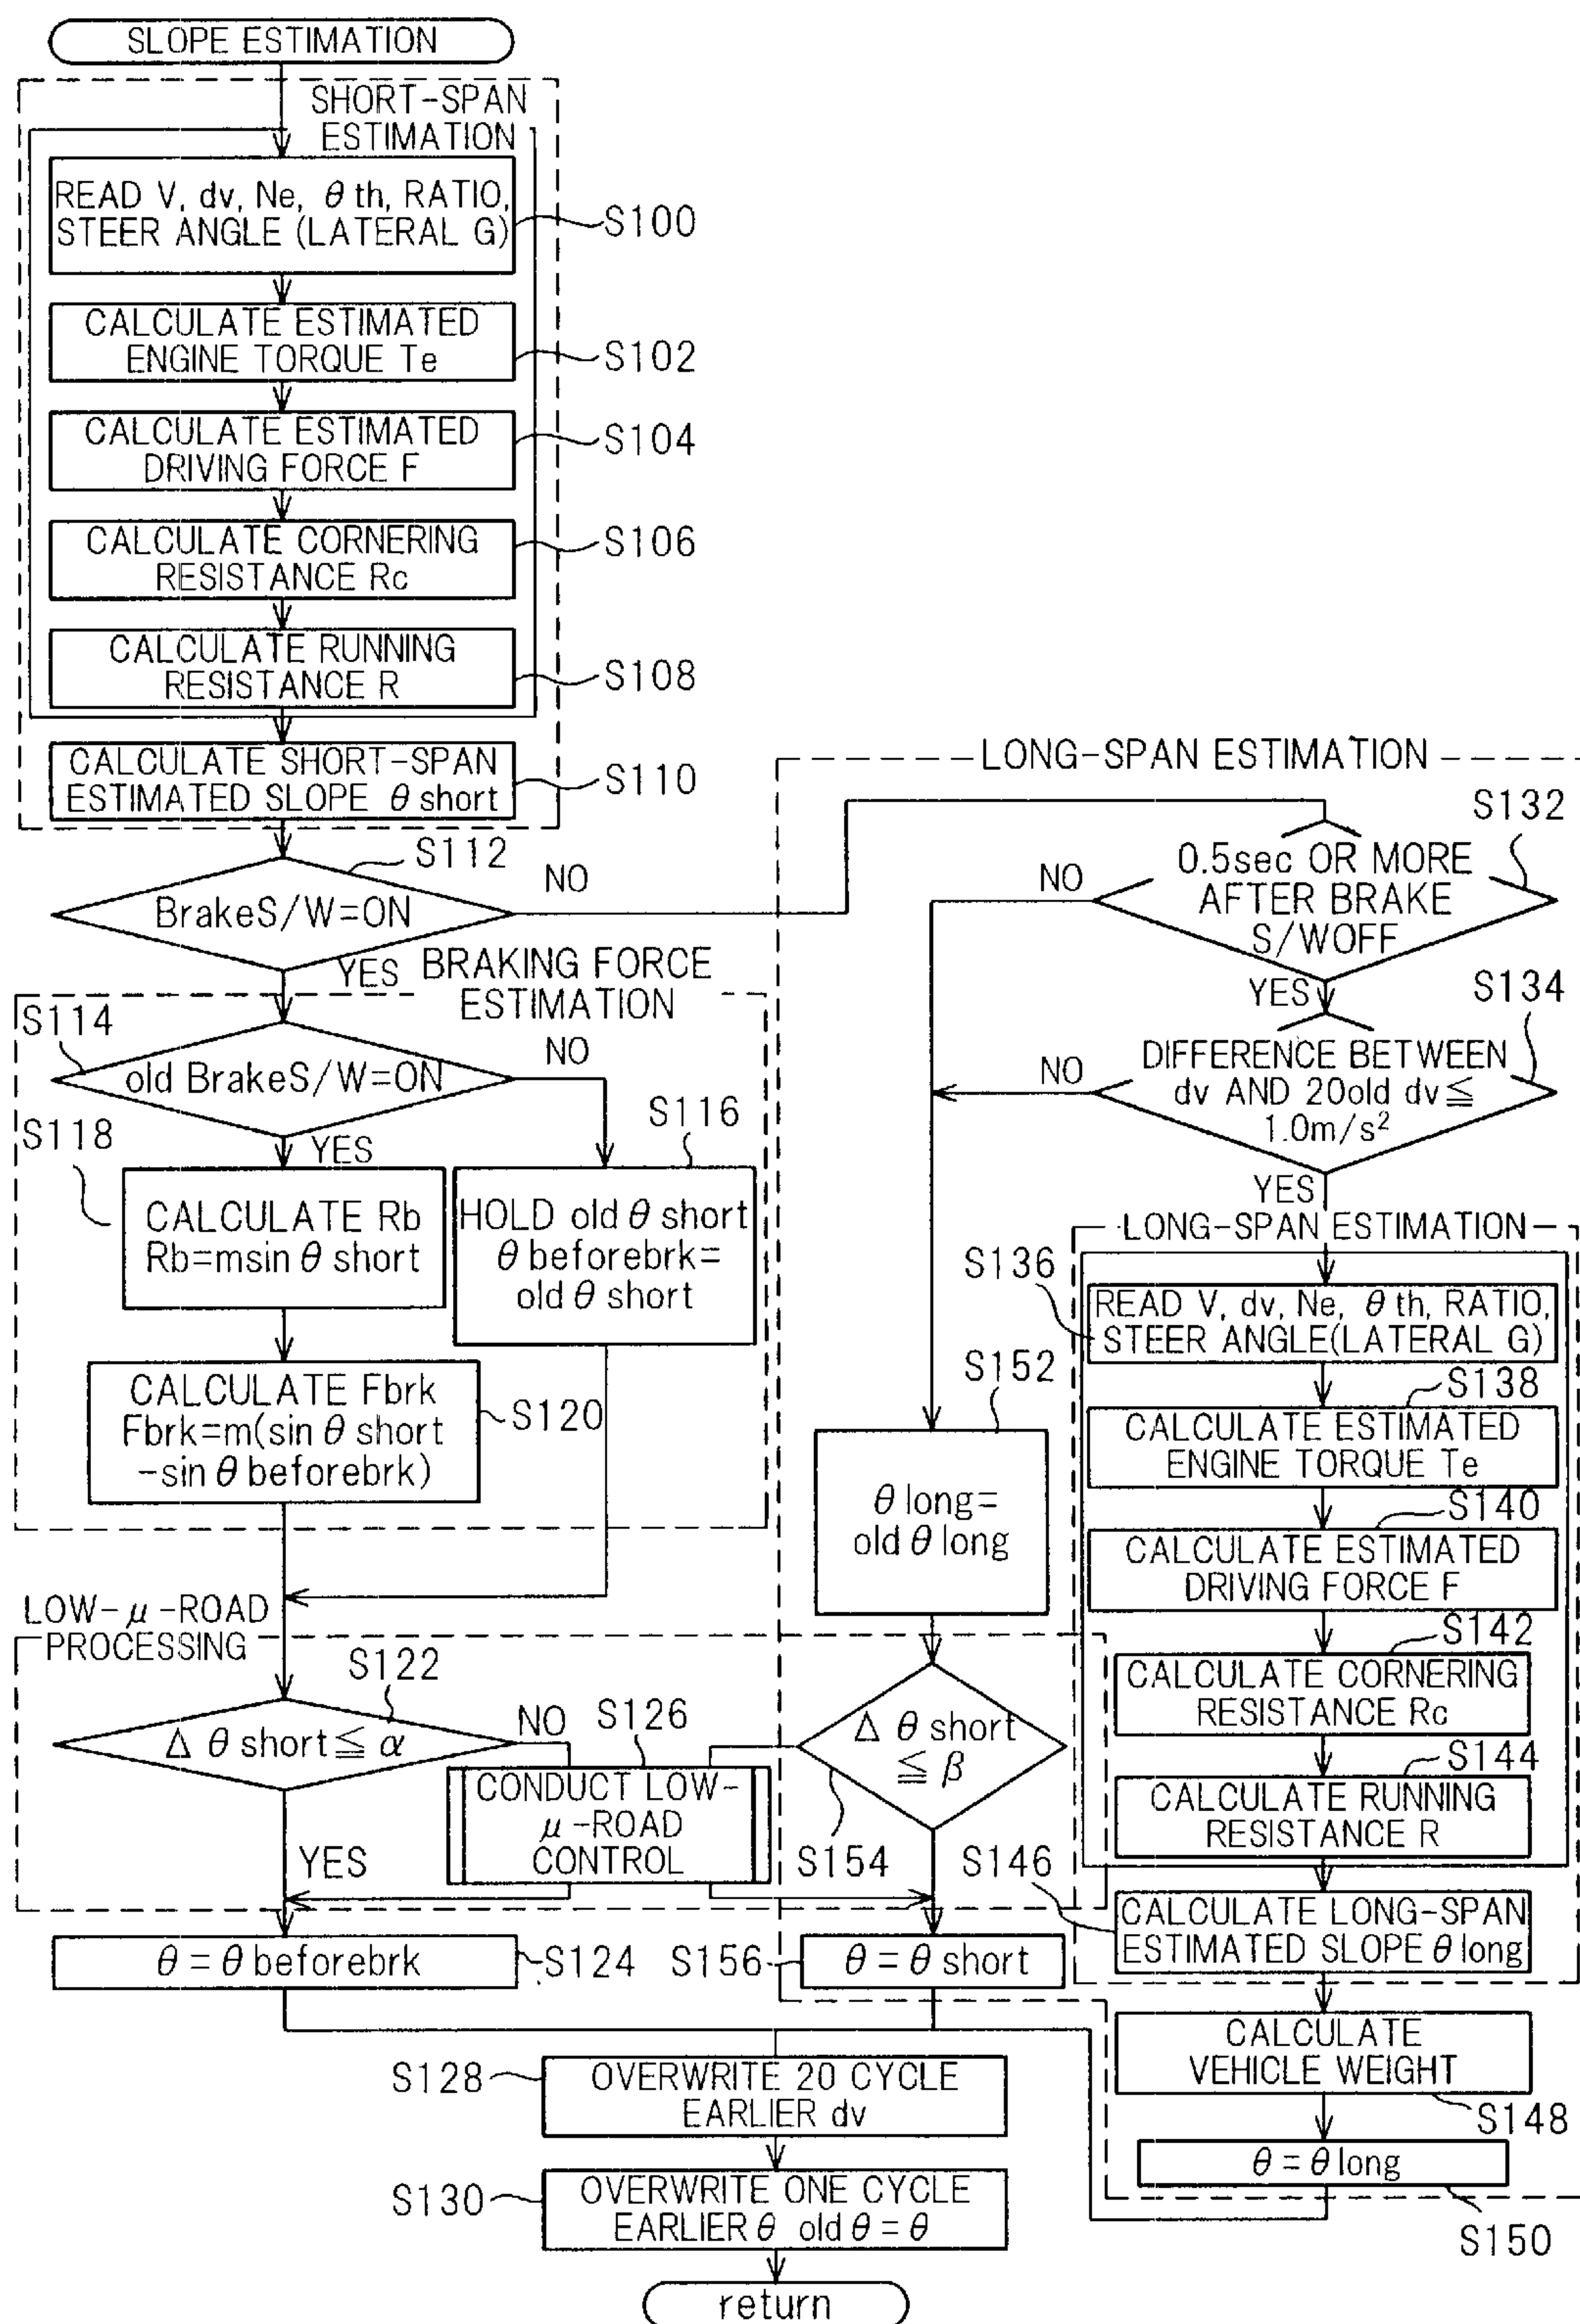 SLOPE ESTIMATION
SHORT-SPAN
ESTIMATION
READ V, dv, Ne, θ th, RATIO,
STEER ANGLE (LATERAL G)
S100
CALCULATE ESTIMATED
ENGINE TORQUE Te
S102
CALCULATE ESTIMATED
DRIVING FORCE F
S104
CALCULATE CORNERING
RESISTANCE Rc
S106
CALCULATE RUNNING
RESISTANCE R
S108
CALCULATE SHORT-SPAN
ESTIMATED SLOPE θ short
S110
S112
BrakeS/W=ON
NO
YES
BRAKING FORCE
ESTIMATION
S114
old BrakeS/W=ON
NO
YES
S116
HOLD old θ short
θ beforebrk=
old θ short
S118
CALCULATE Rb
Rb=msin θ short
CALCULATE Fbrk
Fbrk=m(sin θ short
-sin θ beforebrk)
S120
LOW-μ-ROAD
PROCESSING
S122
Δ θ short≦ α
NO
YES
S126
CONDUCT LOW-
μ-ROAD
CONTROL
θ = θ beforebrk
S124
LONG-SPAN ESTIMATION
S132
0.5sec OR MORE
AFTER BRAKE
S/WOFF
NO
YES
S134
DIFFERENCE BETWEEN
dv AND 20old dv≦
1.0m/s²
NO
YES
LONG-SPAN ESTIMATION
S136
READ V, dv, Ne, θ th, RATIO,
STEER ANGLE(LATERAL G)
S138
CALCULATE ESTIMATED
ENGINE TORQUE Te
S140
CALCULATE ESTIMATED
DRIVING FORCE F
S142
CALCULATE CORNERING
RESISTANCE Rc
S144
CALCULATE RUNNING
RESISTANCE R
S146
CALCULATE LONG-SPAN
ESTIMATED SLOPE θ long
CALCULATE
VEHICLE WEIGHT
S148
θ = θ long
S150
S152
θ long=
old θ long
Δ θ short
≦ β
S154
S156
θ = θ short
S128
OVERWRITE 20 CYCLE
EARLIER dv
S130
OVERWRITE ONE CYCLE
EARLIER θ old θ = θ
return